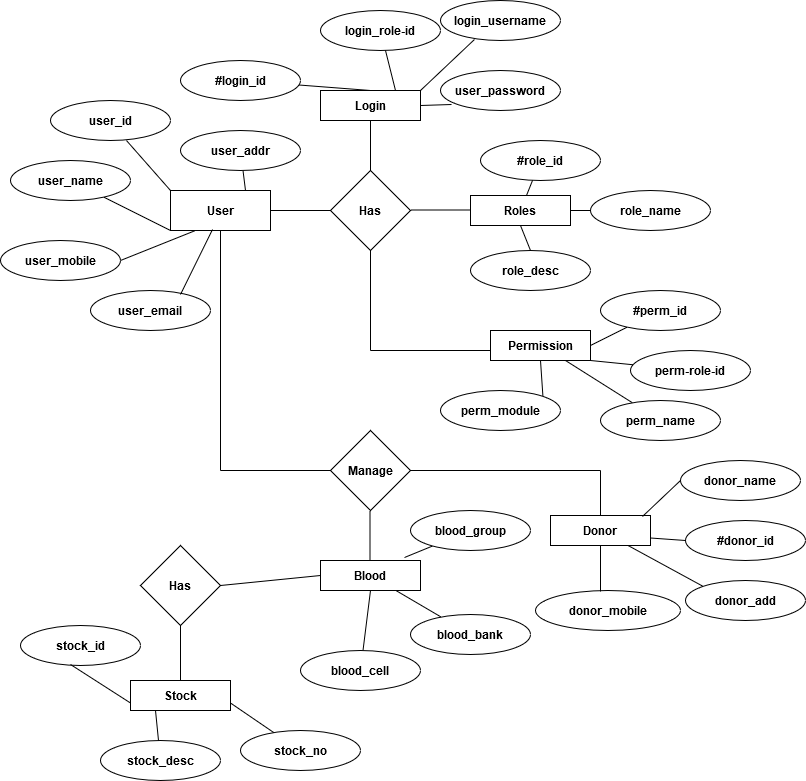 login_username
login_role-id
#login_id
user_password
Login
user_id
user_addr
#role_id
user_name
User
Has
Roles
role_name
user_mobile
role_desc
user_email
#perm_id
Permission
perm-role-id
perm_module
perm_name
Manage
donor_name
blood_group
Donor
#donor_id
Has
Blood
donor_add
donor_mobile
blood_bank
stock_id
blood_cell
Stock
stock_no
stock_desc